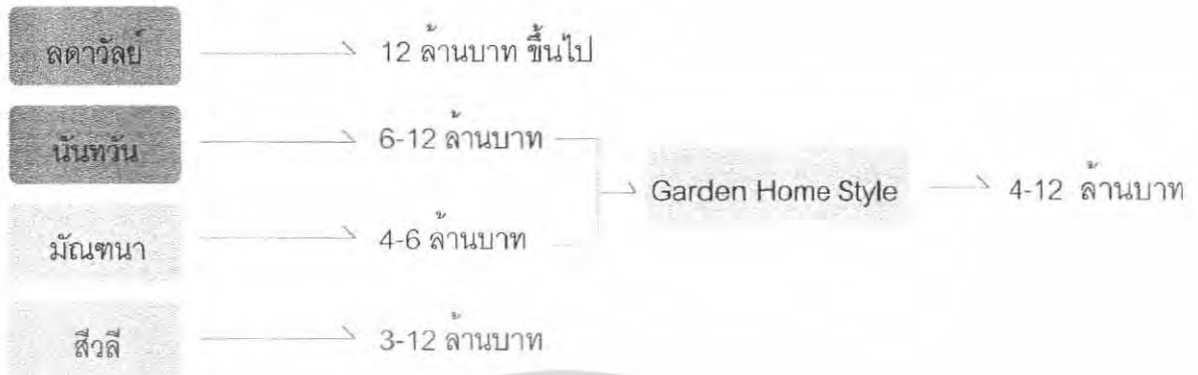 ลดาวัลย์ 12 ล้านบาท ขึ้นไป
นันทวัน 6-12 ล้านบาท
Garden Home Style 4-12 ล้านบาท
มัณฑนา 4-6 ล้านบาท
สีวลี 3-12 ล้านบาท